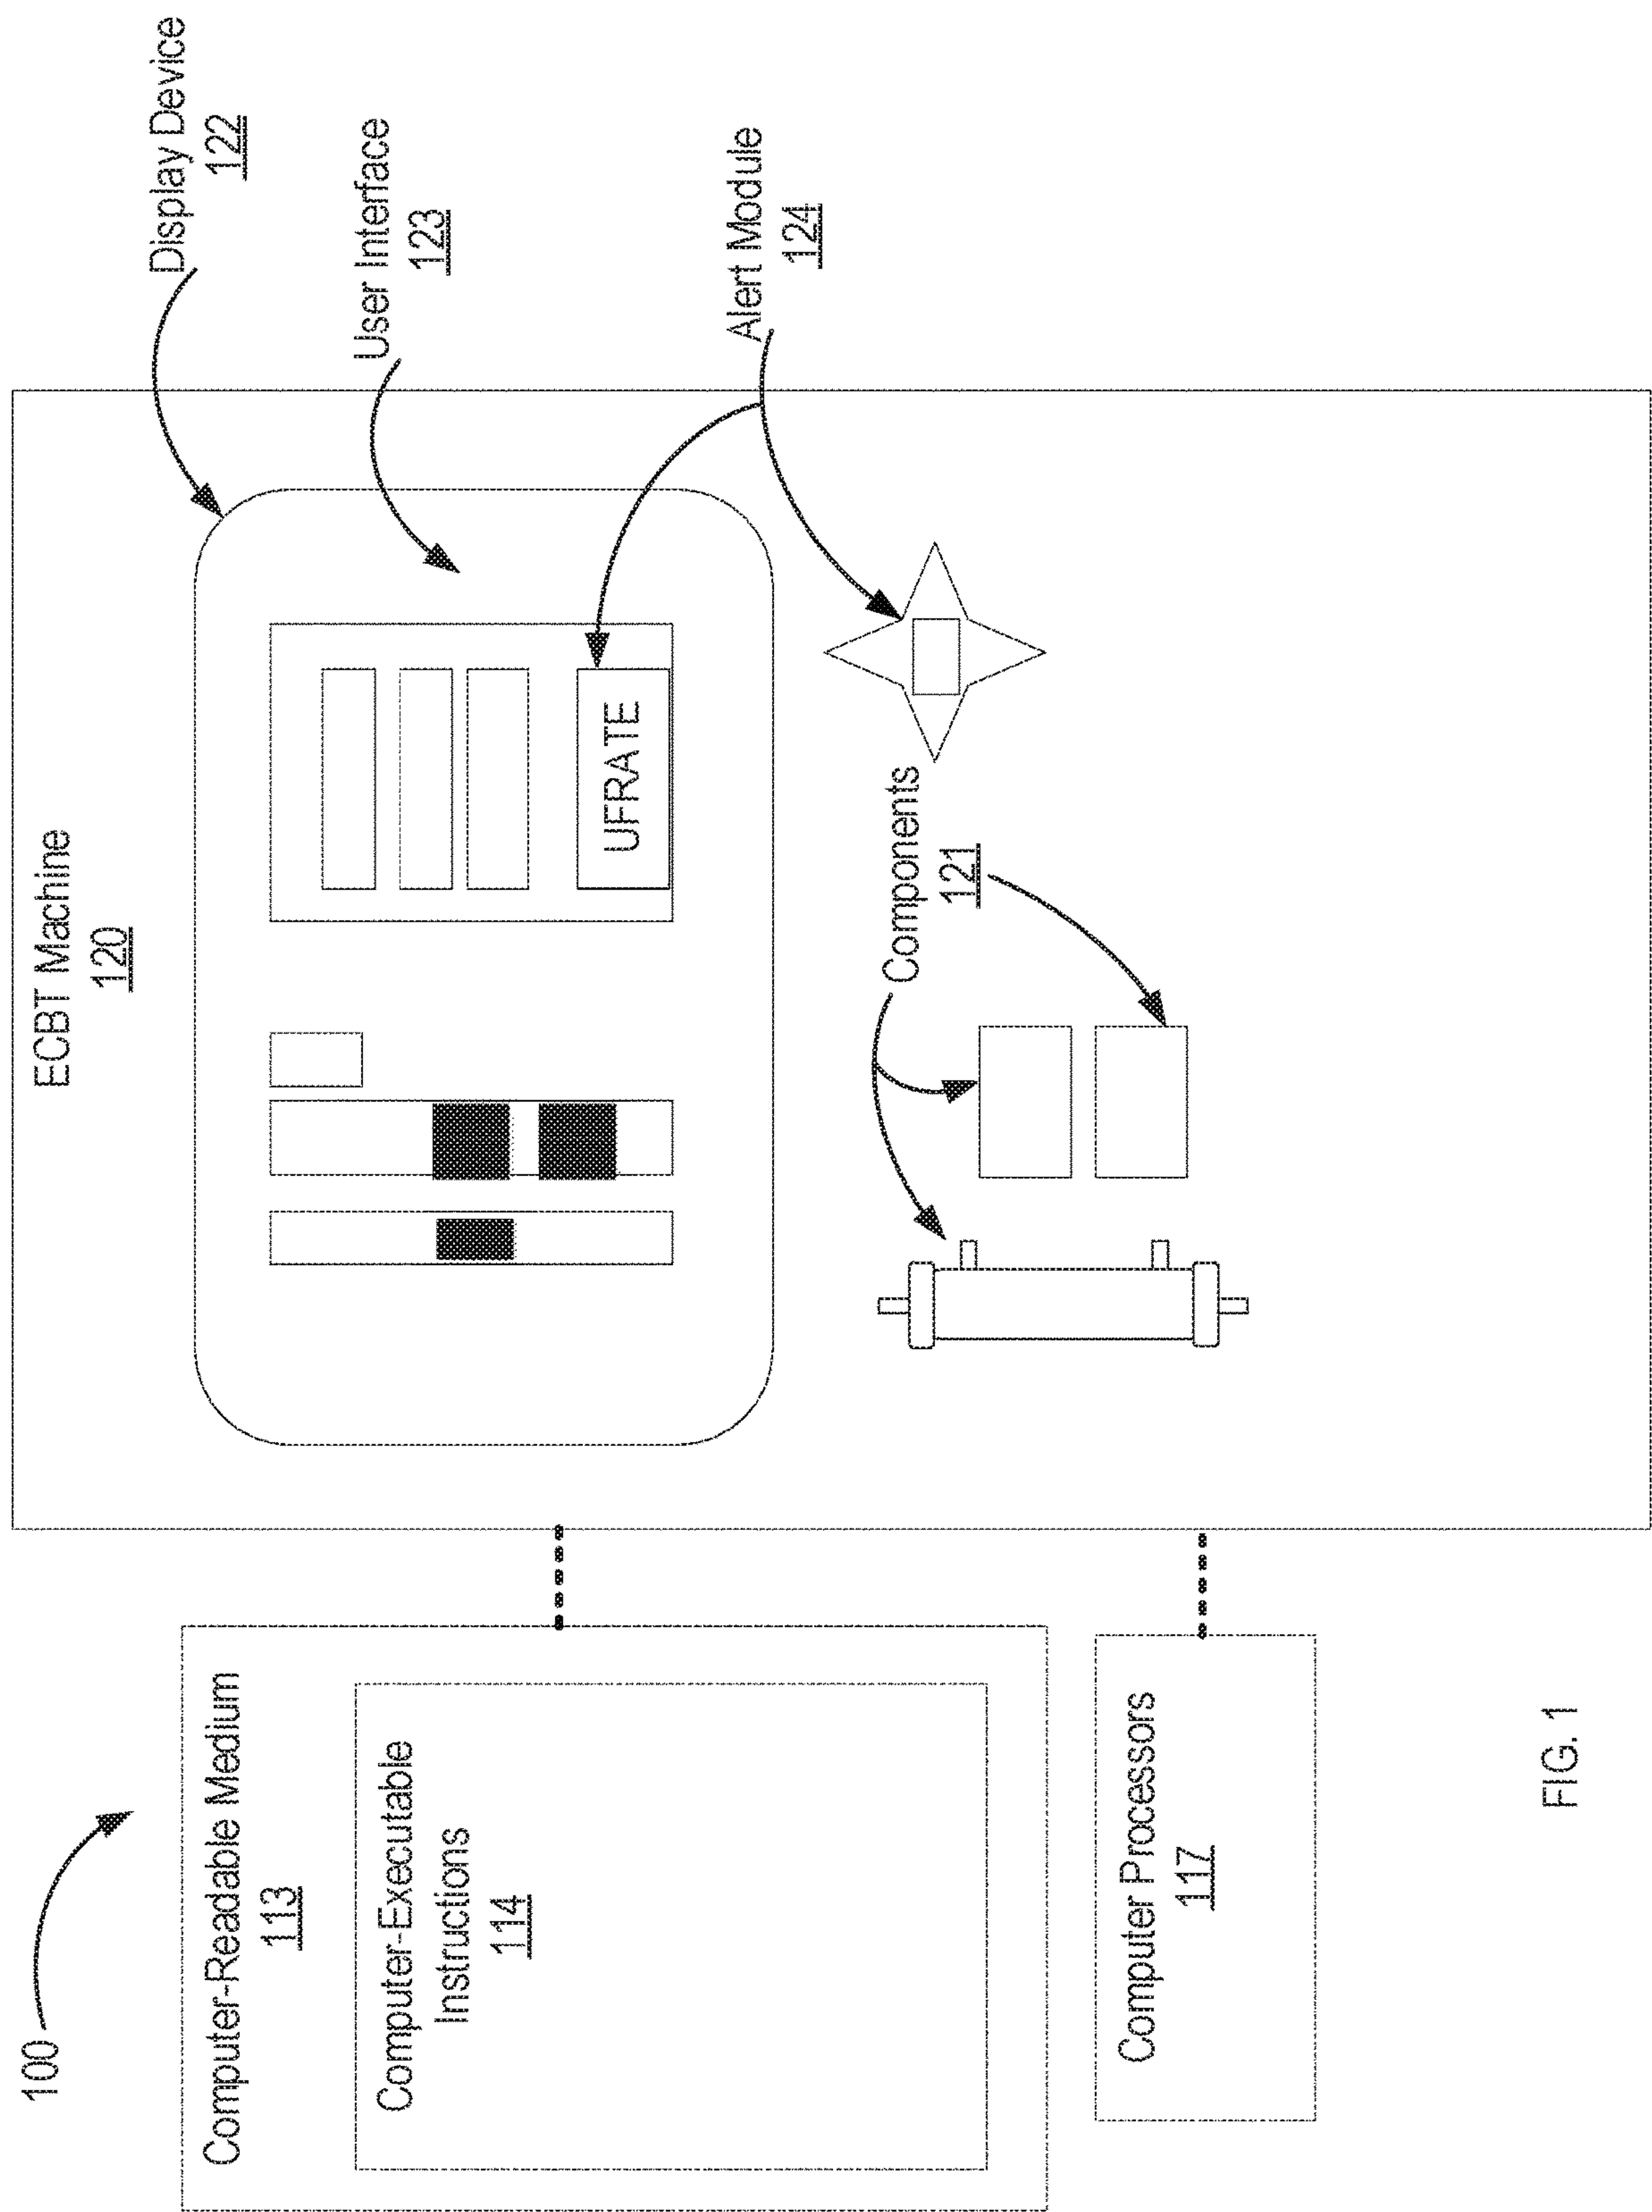 100
Computer-Readable Medium
113
Computer-Executable
Instructions
114
Computer Processors
117
ECBT Machine
120
UFRATE
Components
121
Display Device
122
User Interface
123
Alert Module
124
FIG. 1